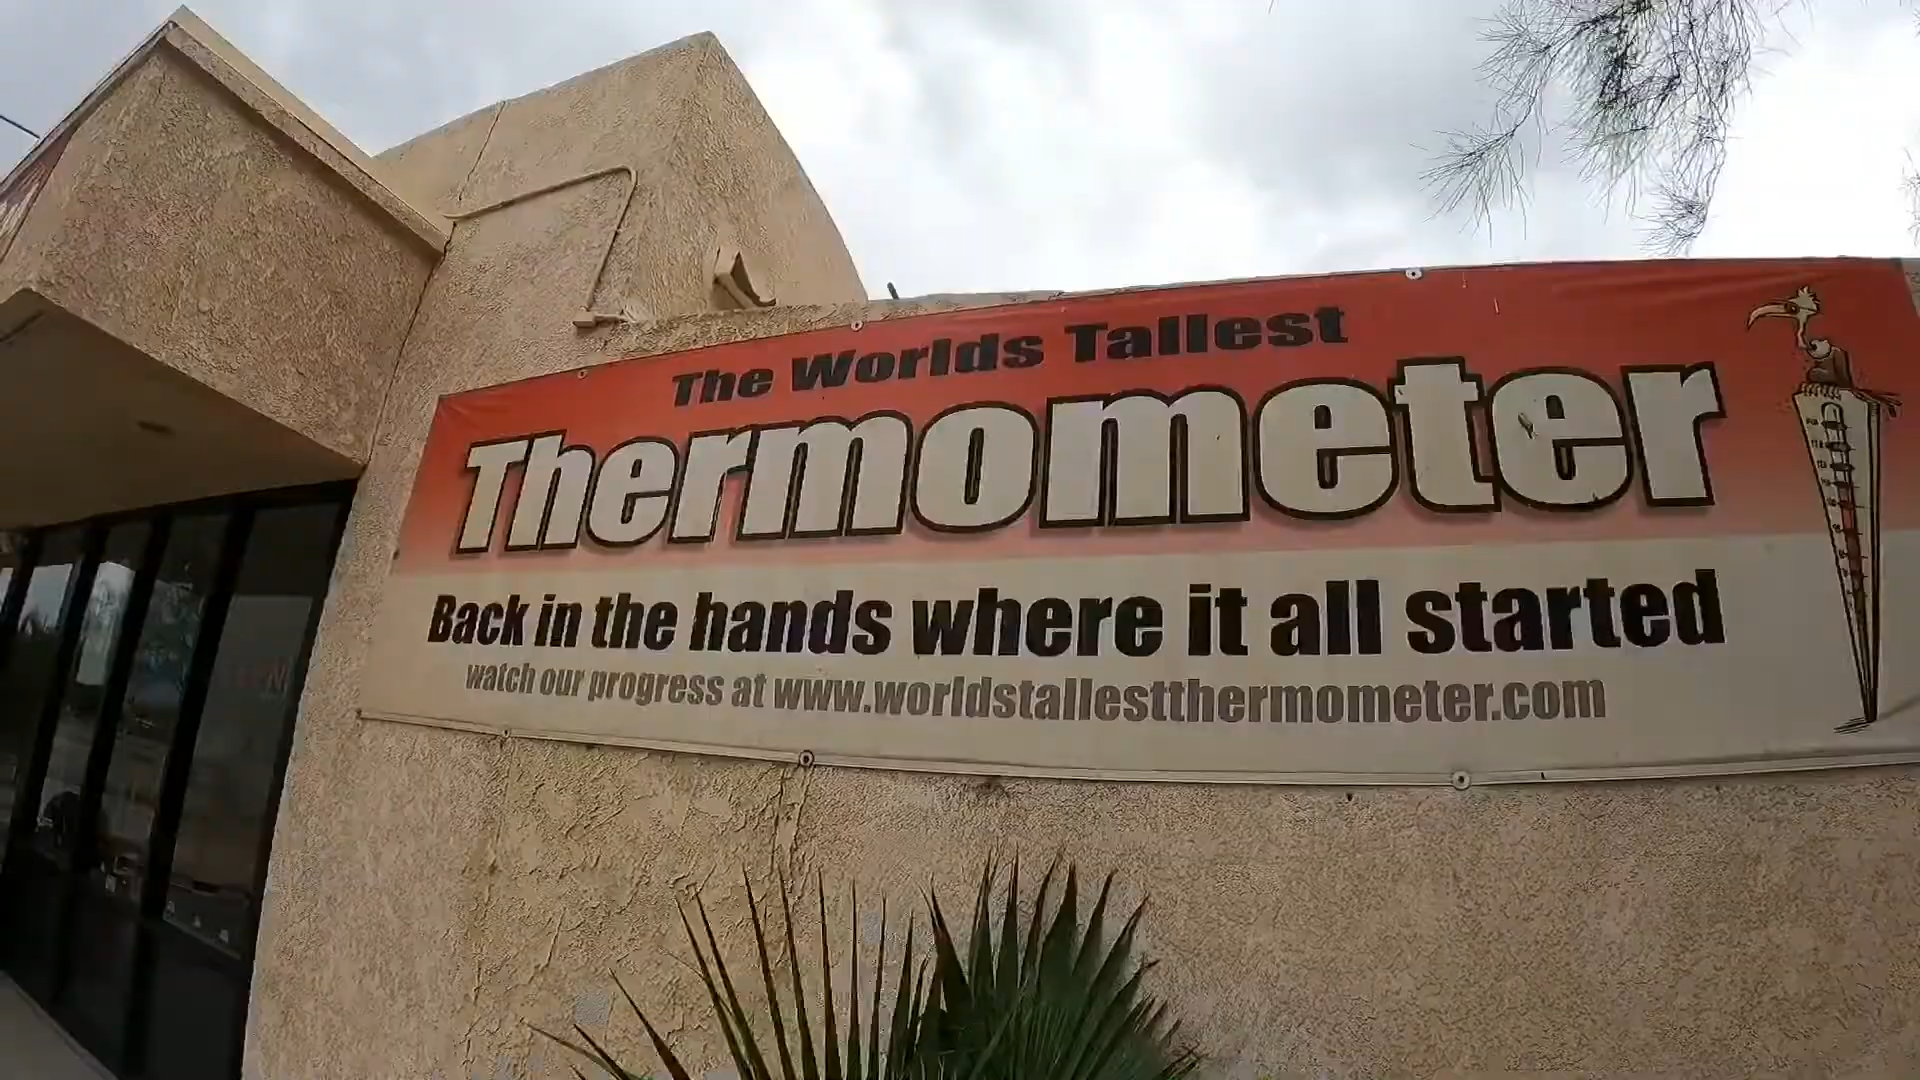 The Worlds Tallest
Thermometer
Back in the hands where it all started
watch our progress at www.worldstallestthermometer.com